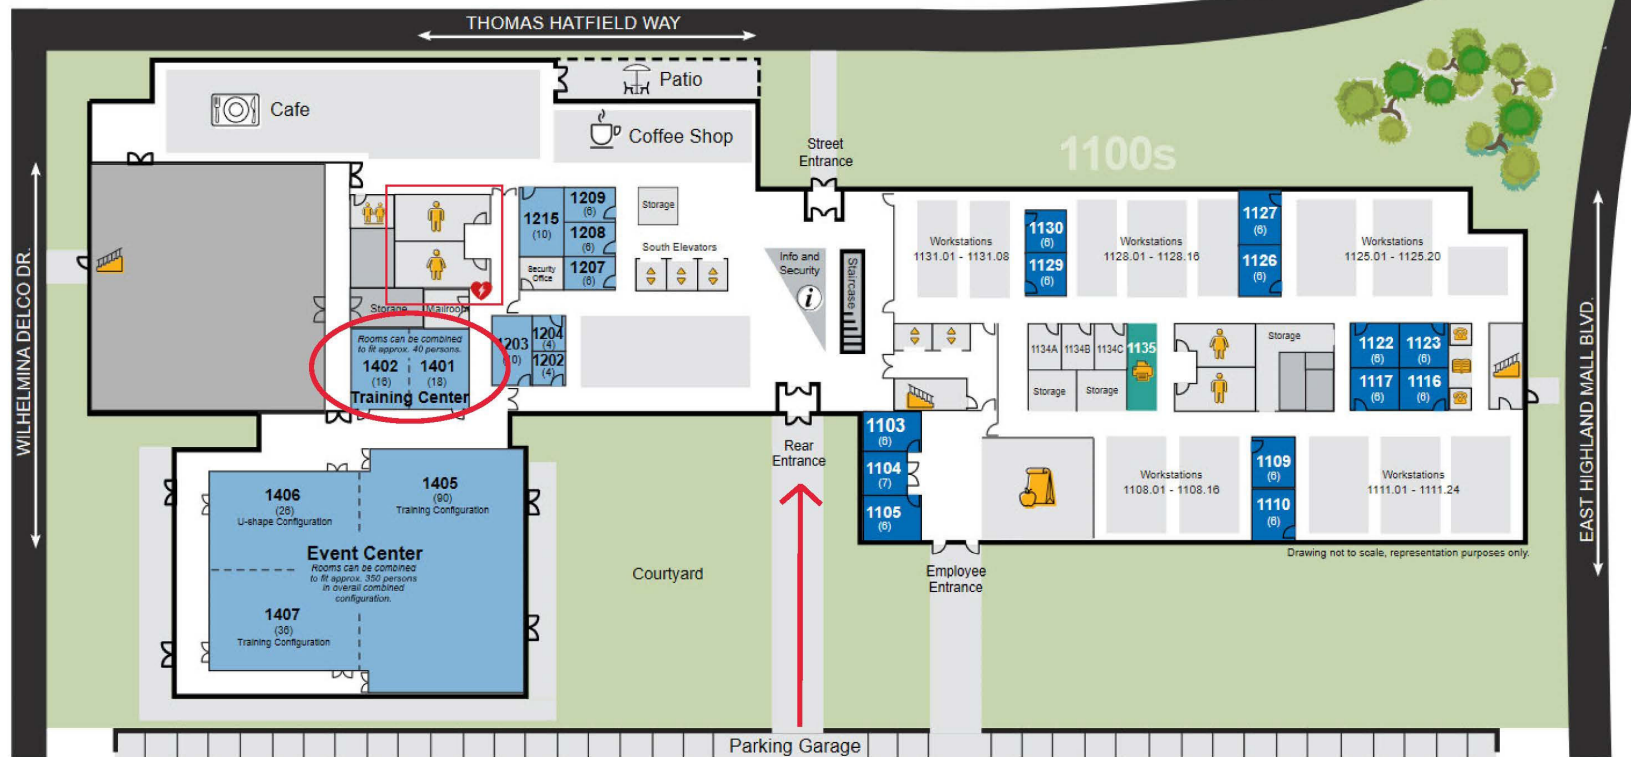 THOMAS HATFIELD WAY
Patio
Cafe
Coffee Shop
Street
Entrance
1100s
WILHELMINA DELCO DR.
EAST HIGHLAND MALL BLVD.
1215
(10)
1209
(6)
1208
(6)
1207
(6)
Security
Office
Storage
South Elevators
Info and
Security
i
Staircase
Storage
Mailroom
Rooms can be combined
to fit approx. 40 persons.
1402
(16)
1401
(18)
Training Center
1203
(10)
1204
(4)
1202
(4)
Workstations
1131.01 - 1131.08
1130
(6)
1129
(6)
Workstations
1128.01 - 1128.16
1127
(6)
1126
(6)
Workstations
1125.01 - 1125.20
1134A
1134B
1134C
1135
Storage
Storage
Storage
1122
(6)
1123
(6)
1117
(6)
1116
(6)
Rear
Entrance
1103
(6)
1104
(7)
1105
(6)
Workstations
1108.01 - 1108.16
1109
(6)
1110
(6)
Workstations
1111.01 - 1111.24
Drawing not to scale, representation purposes only.
Employee
Entrance
1406
(26)
U-shape Configuration
1405
(90)
Training Configuration
Event Center
Rooms can be combined
to fit approx. 350 persons
in overall combined
configuration.
1407
(36)
Training Configuration
Courtyard
Parking Garage